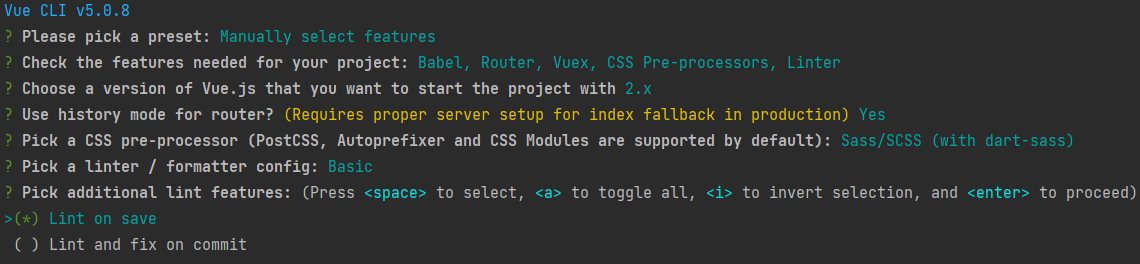 Vue CLI v5.0.8
? Please pick a preset: Manually select features
? Check the features needed for your project: Babel, Router, Vuex, CSS Pre-processors, Linter
? Choose a version of Vue.js that you want to start the project with 2.x
? Use history mode for router? (Requires proper server setup for index fallback in production) Yes
? Pick a CSS pre-processor (PostCSS, Autoprefixer and CSS Modules are supported by default): Sass/SCSS (with dart-sass)
? Pick a linter / formatter config: Basic
? Pick additional lint features: (Press <space> to select, <a> to toggle all, <i> to invert selection, and <enter> to proceed)
>(*) Lint on save
 ( ) Lint and fix on commit